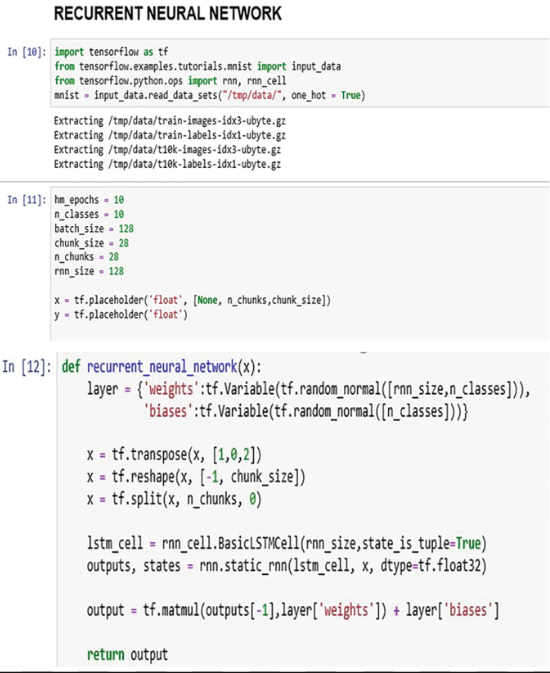 RECURRENT NEURAL NETWORK
In [10]: import tensorflow as tf
from tensorflow.examples.tutorials.mnist import input_data
from tensorflow.python.ops import rnn, rnn_cell
mnist = input_data.read_data_sets("/tmp/data/", one_hot = True)
Extracting /tmp/data/train-images-idx3-ubyte.gz
Extracting /tmp/data/train-labels-idx1-ubyte.gz
Extracting /tmp/data/t10k-images-idx3-ubyte.gz
Extracting /tmp/data/t10k-labels-idx1-ubyte.gz
In [11]: hm_epochs = 10
n_classes = 10
batch_size = 128
chunk_size = 28
n_chunks = 28
rnn_size = 128
x = tf.placeholder('float', [None, n_chunks,chunk_size])
y = tf.placeholder('float')
In [12]: def recurrent_neural_network(x):
layer = {'weights':tf.Variable(tf.random_normal([rnn_size,n_classes])),
'biases':tf.Variable(tf.random_normal([n_classes]))}
x = tf.transpose(x, [1,0,2])
x = tf.reshape(x, [-1, chunk_size])
x = tf.split(x, n_chunks, 0)
lstm_cell = rnn_cell.BasicLSTMCell(rnn_size,state_is_tuple=True)
outputs, states = rnn.static_rnn(lstm_cell, x, dtype=tf.float32)
output = tf.matmul(outputs[-1],layer['weights']) + layer['biases']
return output